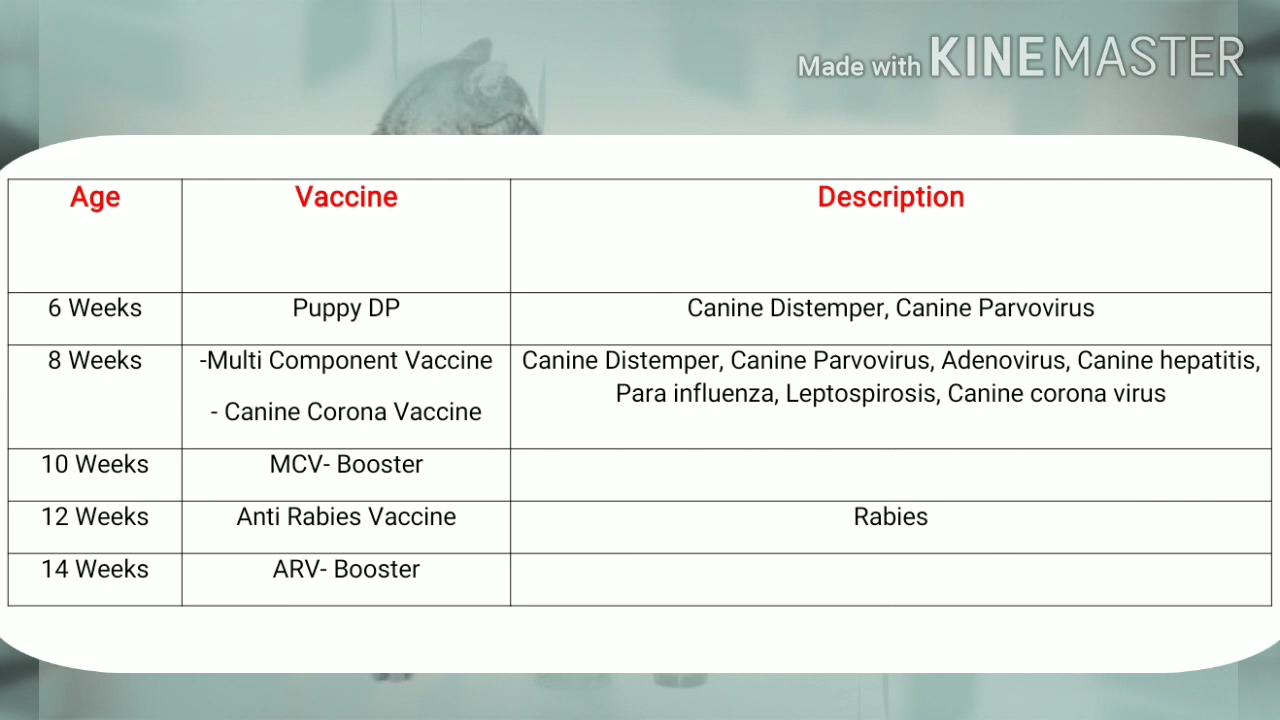 Made with KINEMASTER
Age Vaccine Description
6 Weeks Puppy DP Canine Distemper, Canine Parvovirus
8 Weeks -Multi Component Vaccine Canine Distemper, Canine Parvovirus, Adenovirus, Canine hepatitis,
Para influenza, Leptospirosis, Canine corona virus
- Canine Corona Vaccine
10 Weeks MCV- Booster
12 Weeks Anti Rabies Vaccine Rabies
14 Weeks ARV- Booster